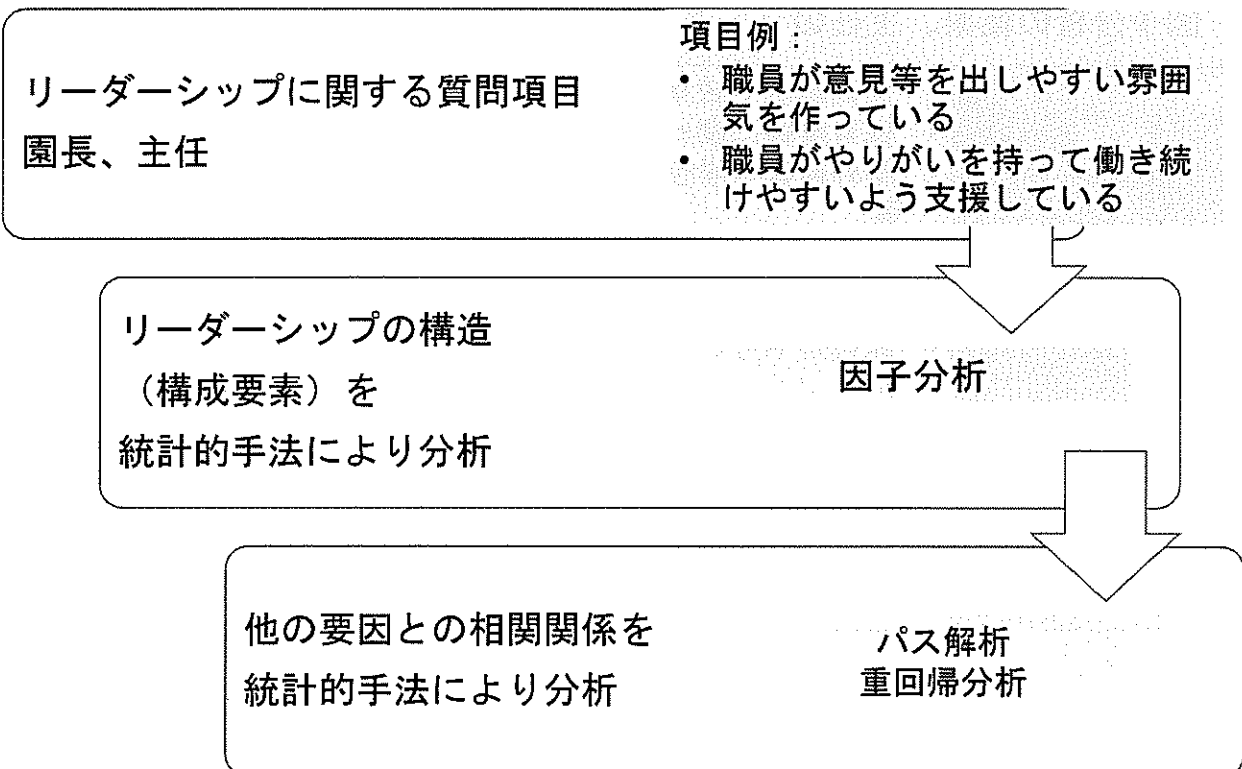 リーダーシップに関する質問項目
園長、主任
項目例：
• 職員が意見等を出しやすい雰囲
気を作っている
• 職員がやりがいを持って働き続
けやすいよう支援している
リーダーシップの構造
（構成要素）を
統計的手法により分析
因子分析
他の要因との相関関係を
統計的手法により分析
パス解析
重回帰分析